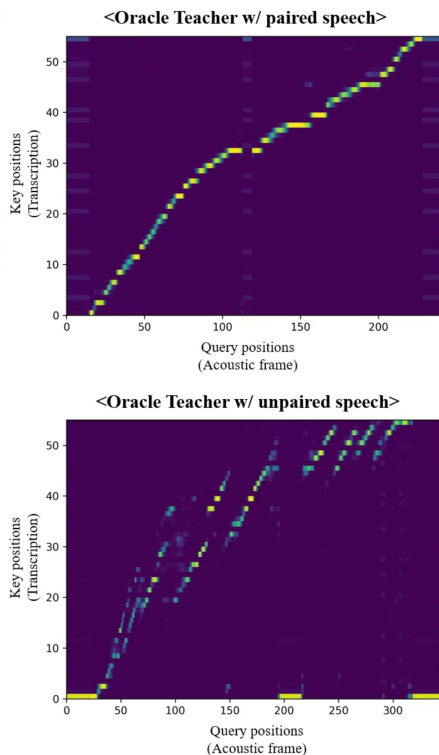 <Oracle Teacher w/ paired speech>
50
40
30
20
10
0
Key positions
(Transcription)
0 50 100 150 200
Query positions
(Acoustic frame)
<Oracle Teacher w/ unpaired speech>
50
40
30
20
10
0
Key positions
(Transcription)
0 50 100 150 200 250 300
Query positions
(Acoustic frame)